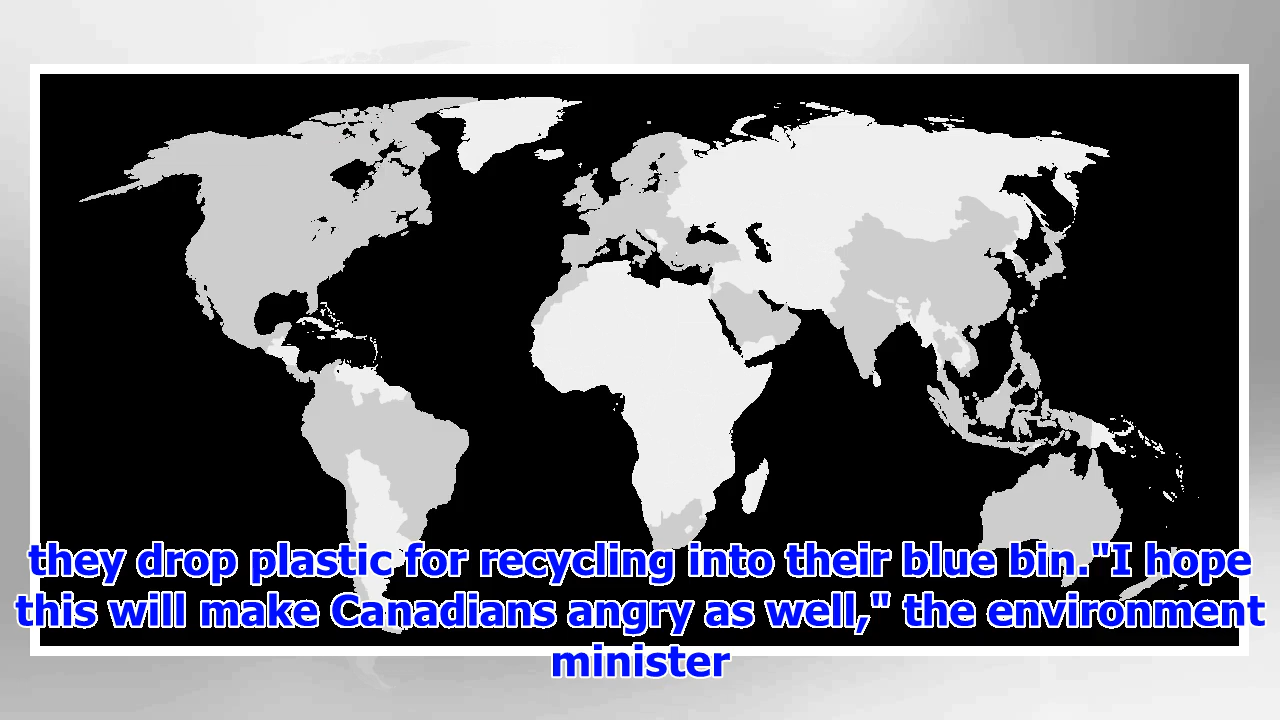 they drop plastic for recycling into their blue bin."I hope
this will make Canadians angry as well," the environment
minister